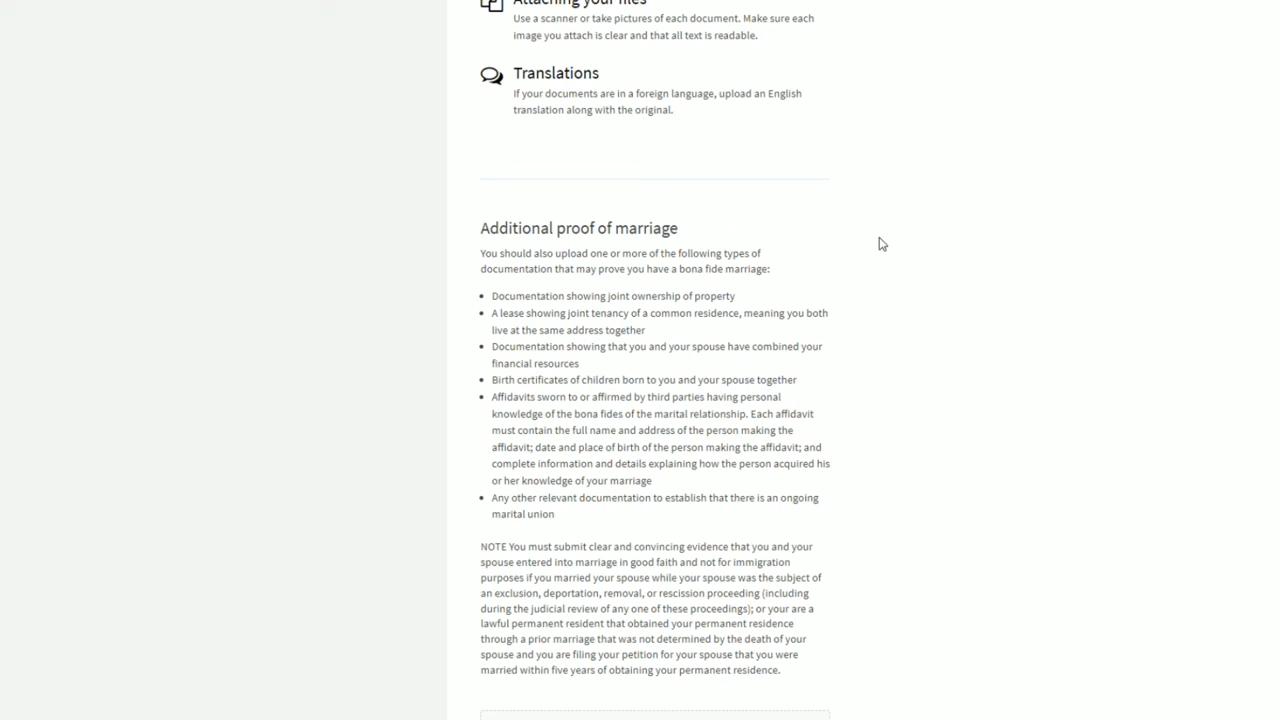 Attaching your files
Use a scanner or take pictures of each document. Make sure each
image you attach is clear and that all text is readable.
Translations
If your documents are in a foreign language, upload an English
translation along with the original.
Additional proof of marriage
You should also upload one or more of the following types of
documentation that may prove you have a bona fide marriage:
Documentation showing joint ownership of property
A lease showing joint tenancy of a common residence, meaning you both
live at the same address together
Documentation showing that you and your spouse have combined your
financial resources
Birth certificates of children born to you and your spouse together
Affidavits sworn to or affirmed by third parties having personal
knowledge of the bona fides of the marital relationship. Each affidavit
must contain the full name and address of the person making the
affidavit; date and place of birth of the person making the affidavit; and
complete information and details explaining how the person acquired his
or her knowledge of your marriage
Any other relevant documentation to establish that there is an ongoing
marital union
NOTE You must submit clear and convincing evidence that you and your
spouse entered into marriage in good faith and not for immigration
purposes if you married your spouse while your spouse was the subject of
an exclusion, deportation, removal, or rescission proceeding (including
during the judicial review of any one of these proceedings); or your are a
lawful permanent resident that obtained your permanent residence
through a prior marriage that was not determined by the death of your
spouse and you are filing your petition for your spouse that you were
married within five years of obtaining your permanent residence.